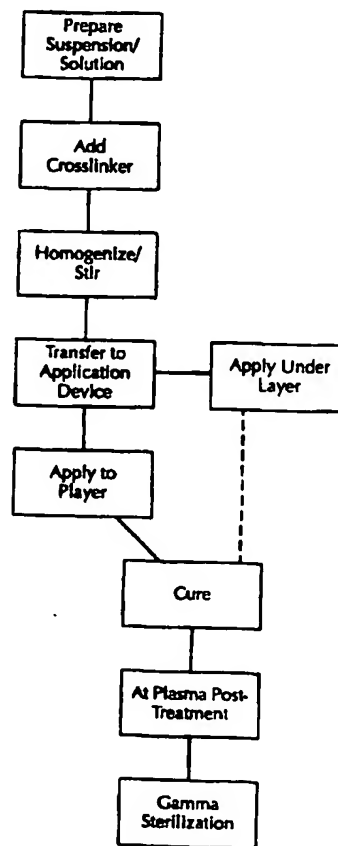 Prepare
Suspension/
Solution
Add
Crosslinker
Homogenize/
Stir
Transfer to
Application
Device
Apply Under
Layer
Apply to
Player
Cure
At Plasma Post-
Treatment
Gamma
Sterilization